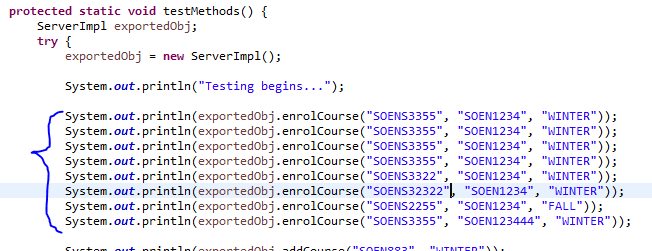 protected static void testMethods() {
ServerImpl exportedObj;
try {
exportedObj = new ServerImpl();
System.out.println("Testing begins...");
System.out.println(exportedObj.enrolCourse("SOENS3355", "SOEN1234", "WINTER"));
System.out.println(exportedObj.enrolCourse("SOENS3355", "SOEN1234", "WINTER"));
System.out.println(exportedObj.enrolCourse("SOENS3355", "SOEN1234", "WINTER"));
System.out.println(exportedObj.enrolCourse("SOENS3355", "SOEN1234", "WINTER"));
System.out.println(exportedObj.enrolCourse("SOENS3322", "SOEN1234", "WINTER"));
System.out.println(exportedObj.enrolCourse("SOENS32322", "SOEN1234", "WINTER"));
System.out.println(exportedObj.enrolCourse("SOENS2255", "SOEN1234", "FALL"));
System.out.println(exportedObj.enrolCourse("SOENS3355", "SOEN123444", "WINTER"));
System.out.println(exportedObj.addCourse("SOEN883", "WINTER"));